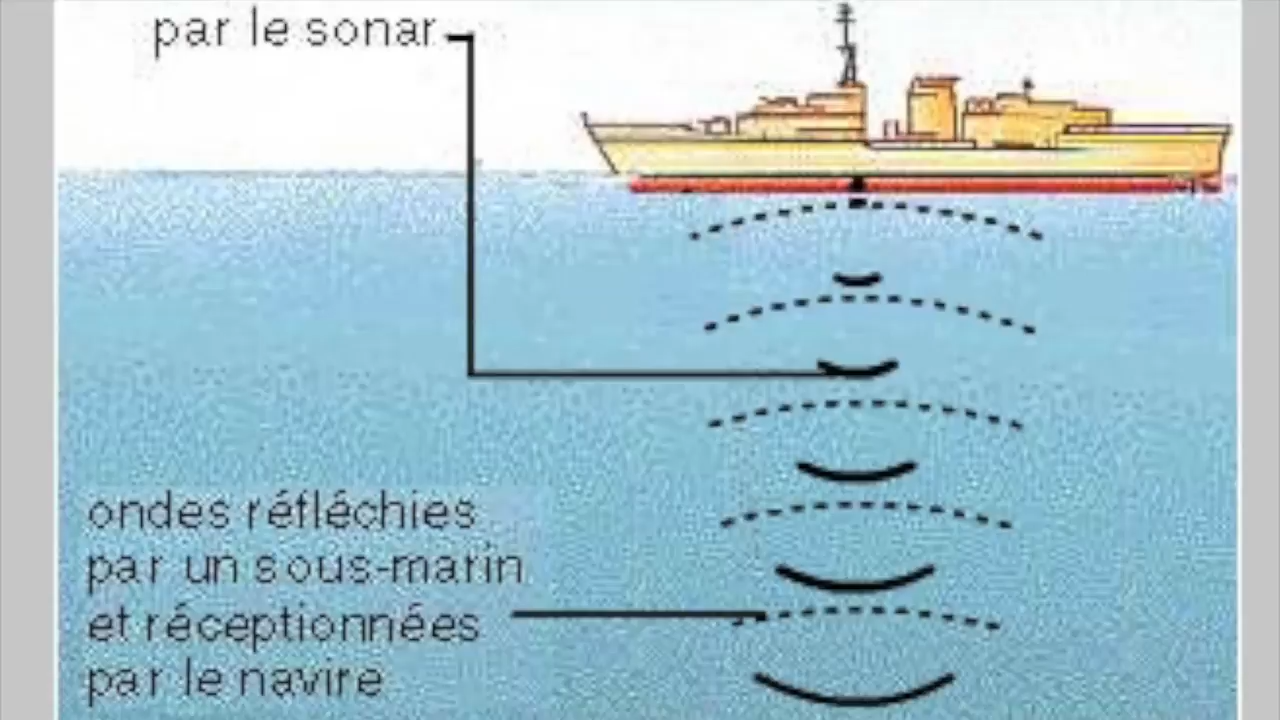 par le sonar
ondes réfléchies
par un sous-marin
et réceptionnées
par le navire